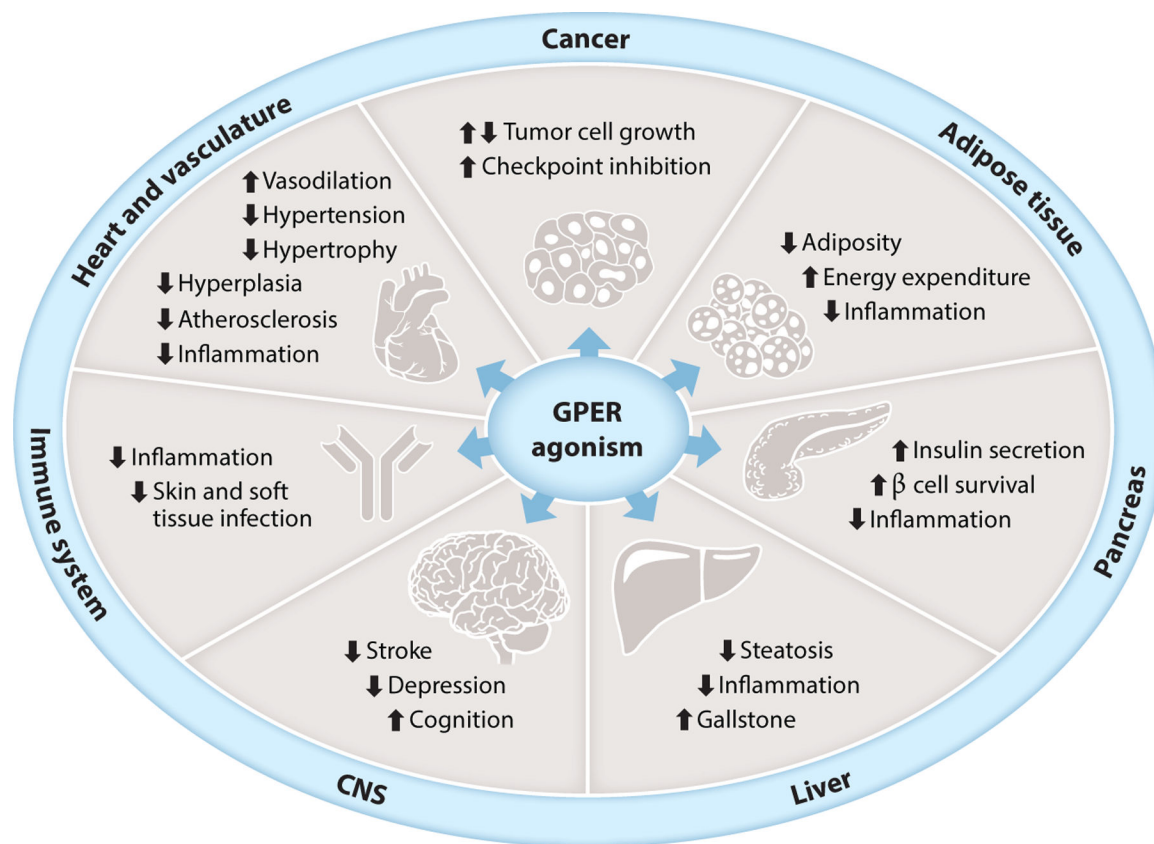 Cancer
⬆⬇ Tumor cell growth
⬆ Checkpoint inhibition
Adipose tissue
⬇ Adiposity
⬆ Energy expenditure
⬇ Inflammation
Pancreas
⬆ Insulin secretion
⬆ β cell survival
⬇ Inflammation
Liver
⬇ Steatosis
⬇ Inflammation
⬆ Gallstone
CNS
⬇ Stroke
⬇ Depression
⬆ Cognition
Immune system
⬇ Inflammation
⬇ Skin and soft
tissue infection
Heart and vasculature
⬆ Vasodilation
⬇ Hypertension
⬇ Hypertrophy
⬇ Hyperplasia
⬇ Atherosclerosis
⬇ Inflammation
GPER
agonism